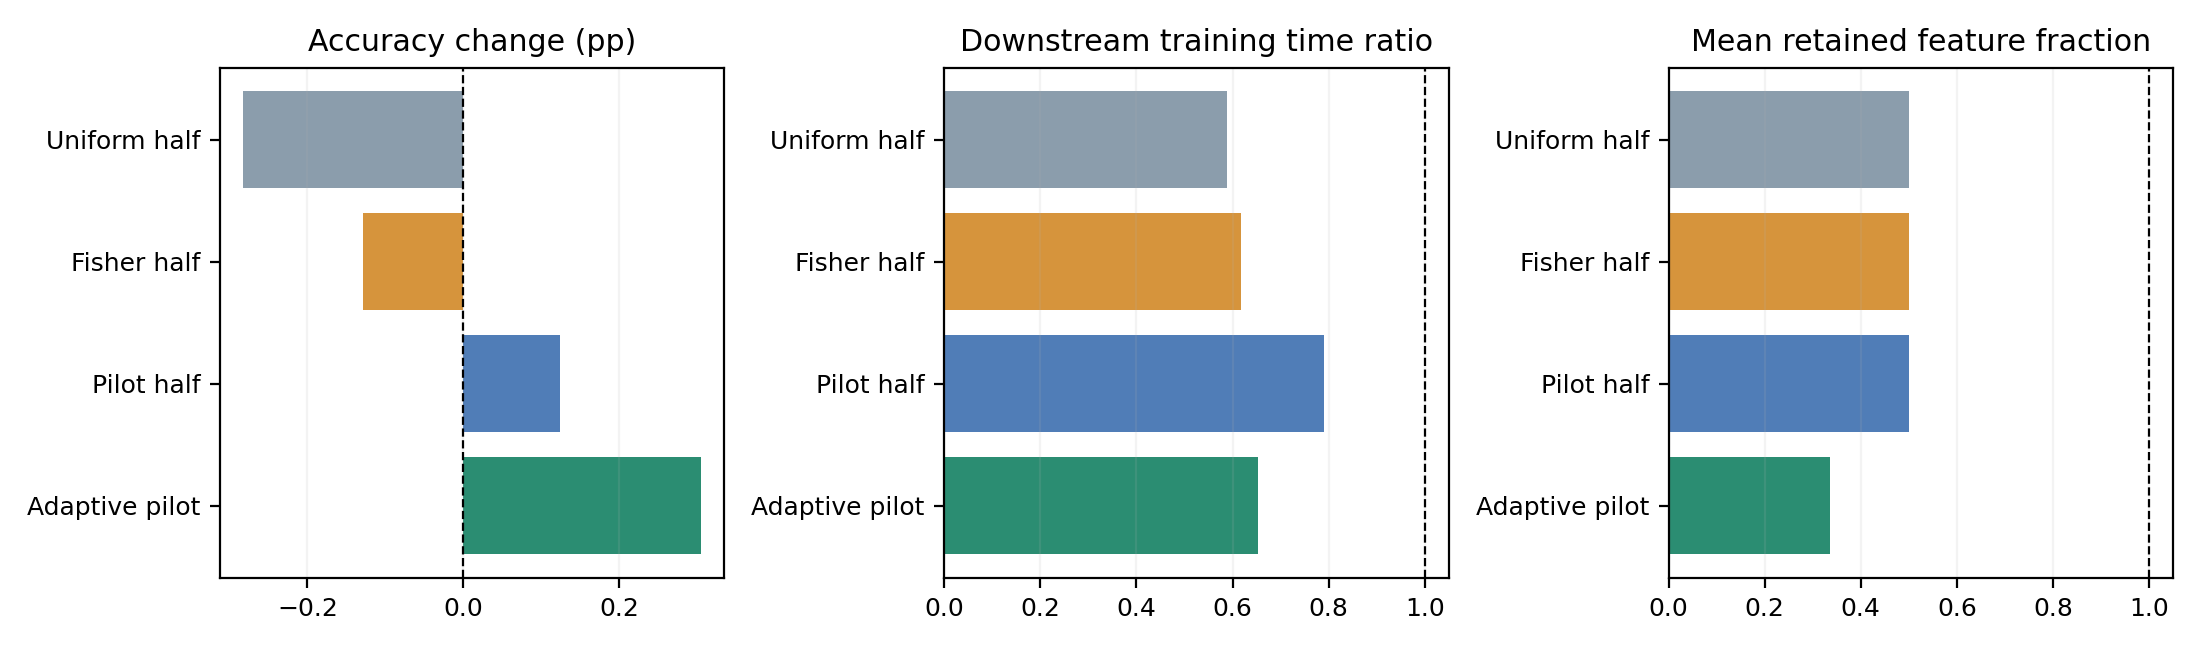 Accuracy change (pp)
Uniform half
Fisher half
Pilot half
Adaptive pilot
−0.2 0.0 0.2
Downstream training time ratio
Uniform half
Fisher half
Pilot half
Adaptive pilot
0.0 0.2 0.4 0.6 0.8 1.0
Mean retained feature fraction
Uniform half
Fisher half
Pilot half
Adaptive pilot
0.0 0.2 0.4 0.6 0.8 1.0